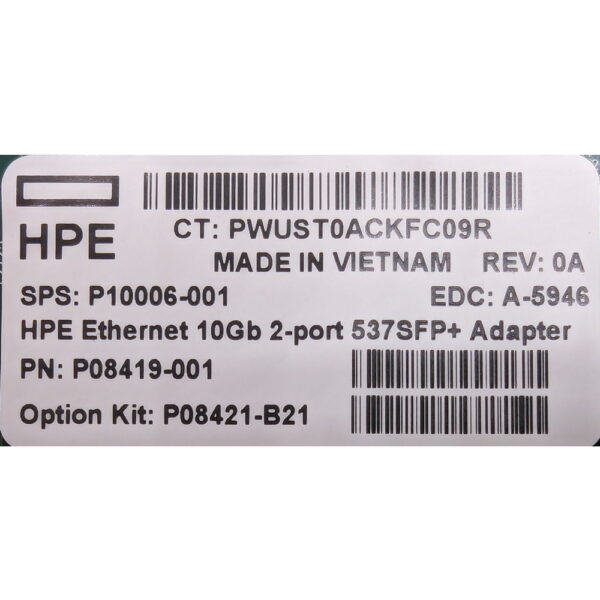 HPE
CT: PWUST0ACKFC09R
MADE IN VIETNAM REV: 0A
SPS: P10006-001 EDC: A-5946
HPE Ethernet 10Gb 2-port 537SFP+ Adapter
PN: P08419-001
Option Kit: P08421-B21